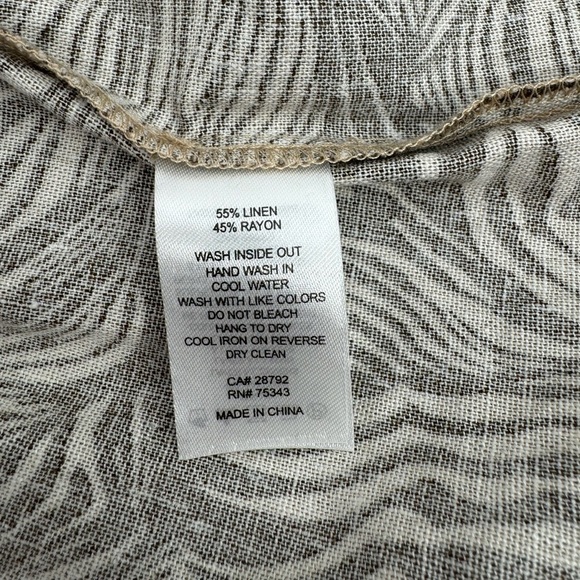 55% LINEN
45% RAYON
WASH INSIDE OUT
HAND WASH IN
COOL WATER
WASH WITH LIKE COLORS
DO NOT BLEACH
HANG TO DRY
COOL IRON ON REVERSE
DRY CLEAN
CA# 28792
RN# 75343
MADE IN CHINA